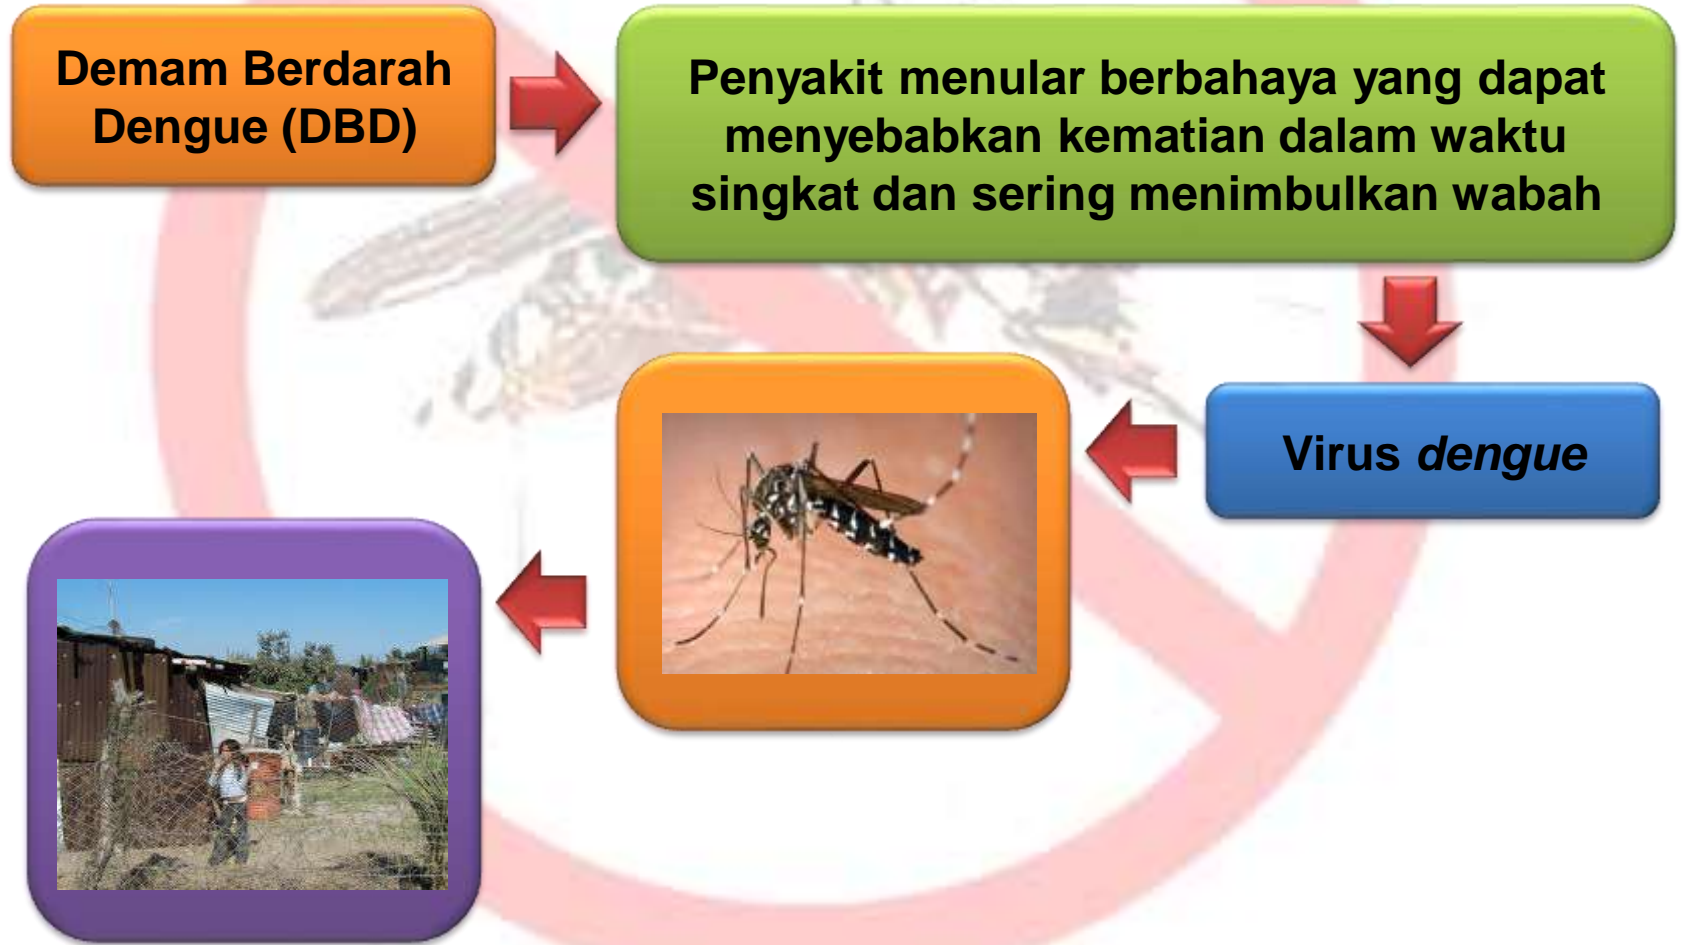 Demam Berdarah
Dengue (DBD)
Penyakit menular berbahaya yang dapat
menyebabkan kematian dalam waktu
singkat dan sering menimbulkan wabah
Virus dengue